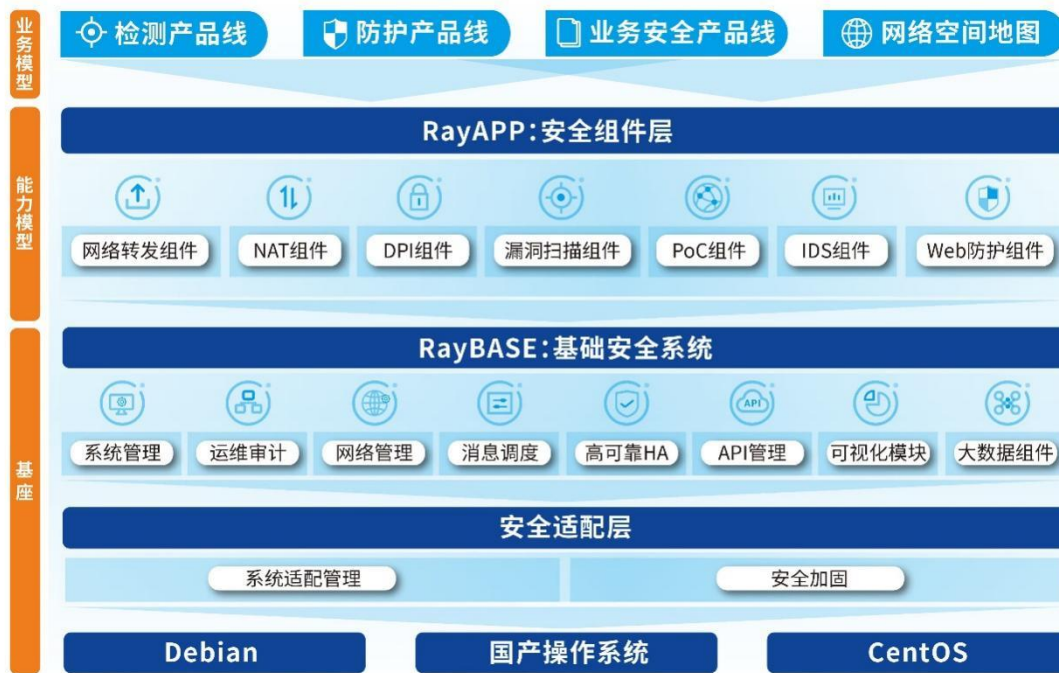 业务模型
检测产品线
防护产品线
业务安全产品线
网络空间地图
能力模型
RayAPP:安全组件层
网络转发组件
NAT组件
DPI组件
漏洞扫描组件
PoC组件
IDS组件
Web防护组件
基座
RayBASE:基础安全系统
API
系统管理
运维审计
网络管理
消息调度
高可靠HA
API管理
可视化模块
大数据组件
安全适配层
系统适配管理
安全加固
Debian
国产操作系统
CentOS